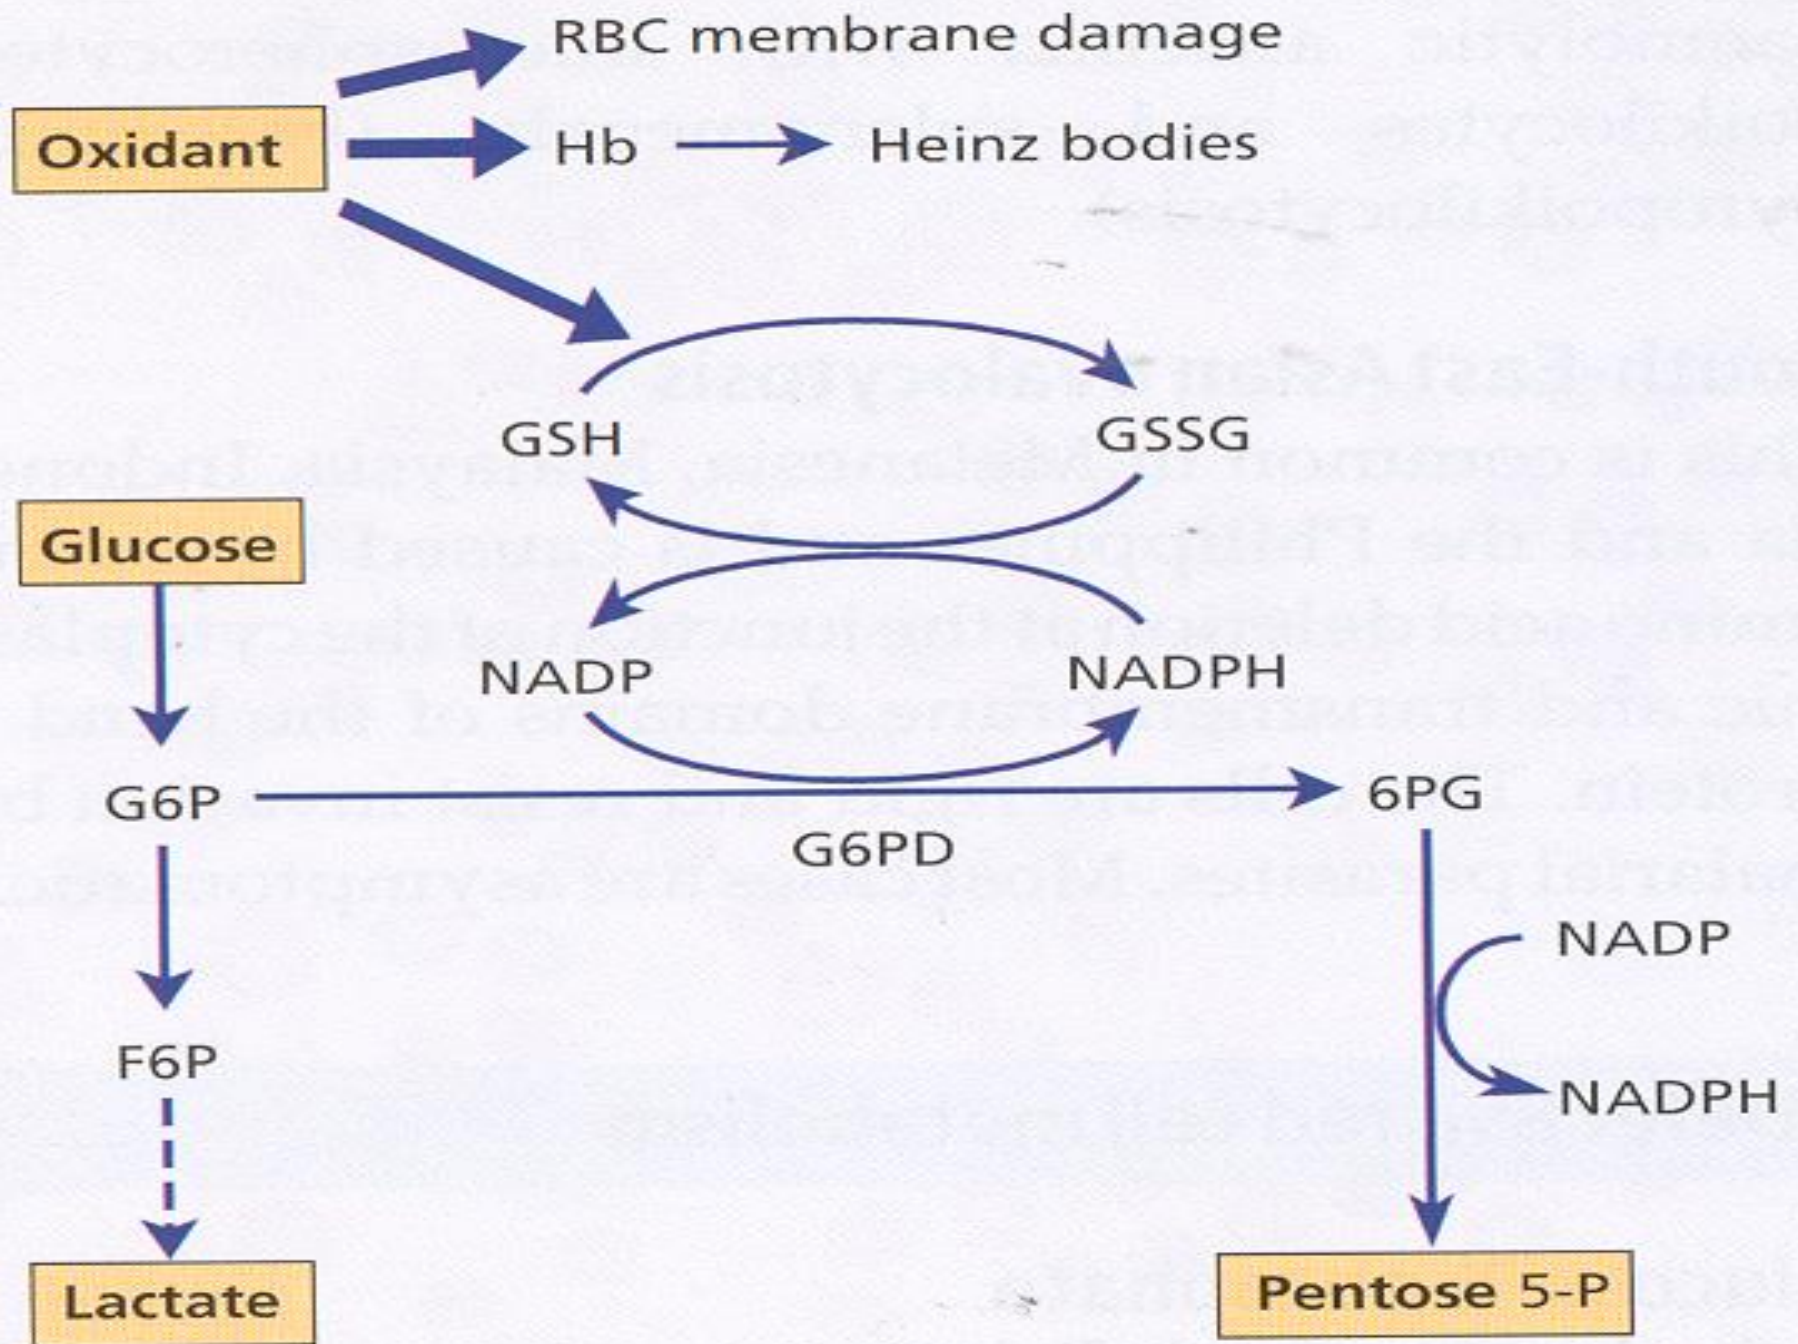 RBC membrane damage
Oxidant
Hb
Heinz bodies
GSH
GSSG
Glucose
NADP
NADPH
G6P
6PG
G6PD
NADP
F6P
NADPH
Lactate
Pentose 5-P